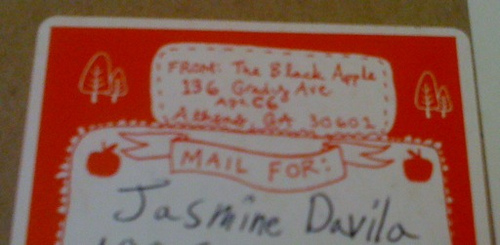 FROM: The Black Apple
136 Grady Ave
Apt C6
Athens, GA 30601
MAIL FOR:
Jasmine Davila